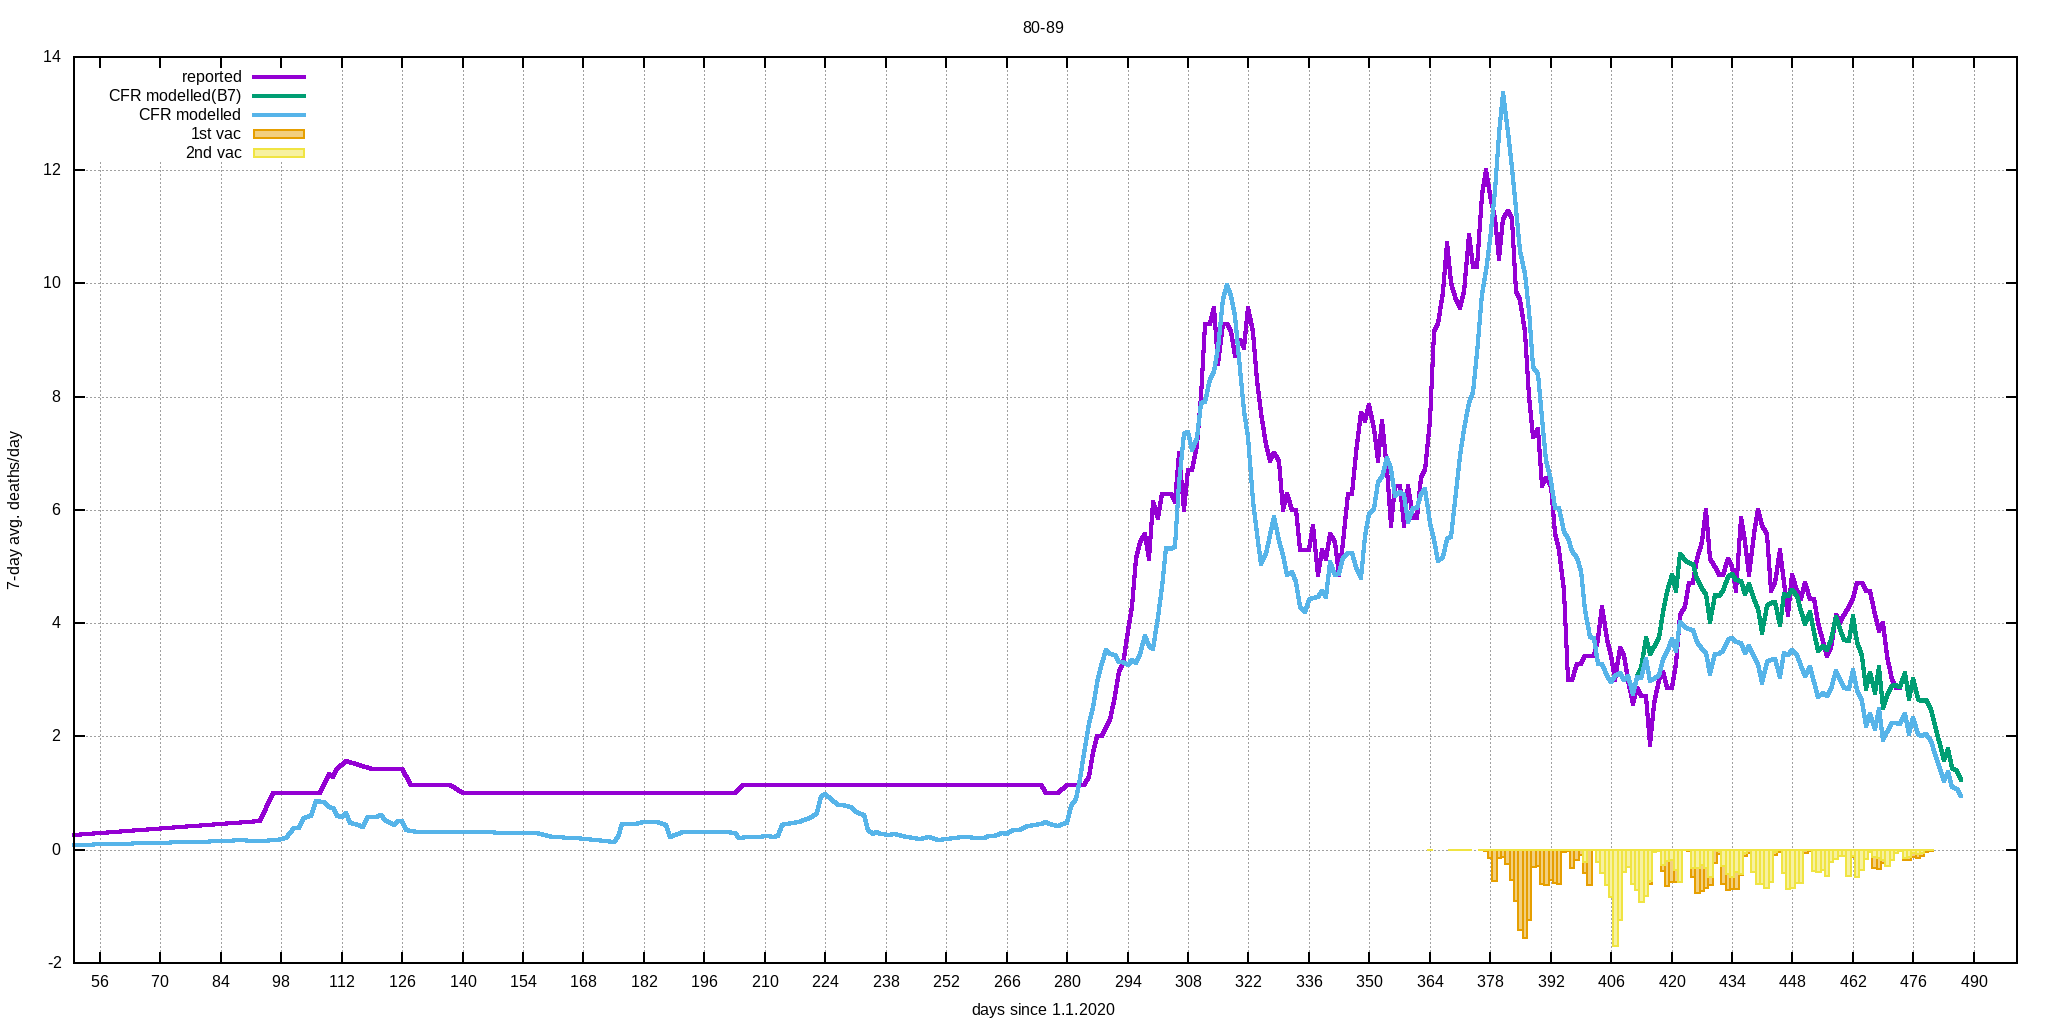 80-89
14
12
10
8
6
4
2
0
-2
7-day avg. deaths/day
reported
CFR modelled(B7)
CFR modelled
1st vac
2nd vac
56 70 84 98 112 126 140 154 168 182 196 210 224 238 252 266 280 294 308 322 336 350 364 378 392 406 420 434 448 462 476 490
days since 1.1.2020